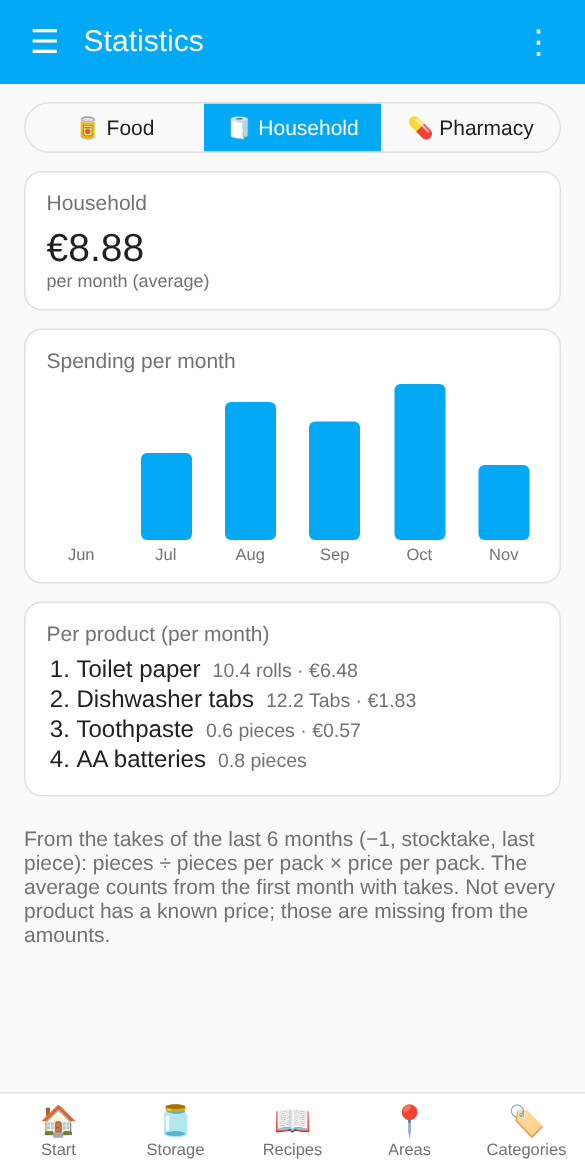 ☰ Statistics ⋮
🥫 Food 🧻 Household 💊 Pharmacy
Household
€8.88
per month (average)
Spending per month
Jun Jul Aug Sep Oct Nov
Per product (per month)
1. Toilet paper 10.4 rolls · €6.48
2. Dishwasher tabs 12.2 Tabs · €1.83
3. Toothpaste 0.6 pieces · €0.57
4. AA batteries 0.8 pieces
From the takes of the last 6 months (−1, stocktake, last
piece): pieces ÷ pieces per pack × price per pack. The
average counts from the first month with takes. Not every
product has a known price; those are missing from the
amounts.
Start Storage Recipes Areas Categories